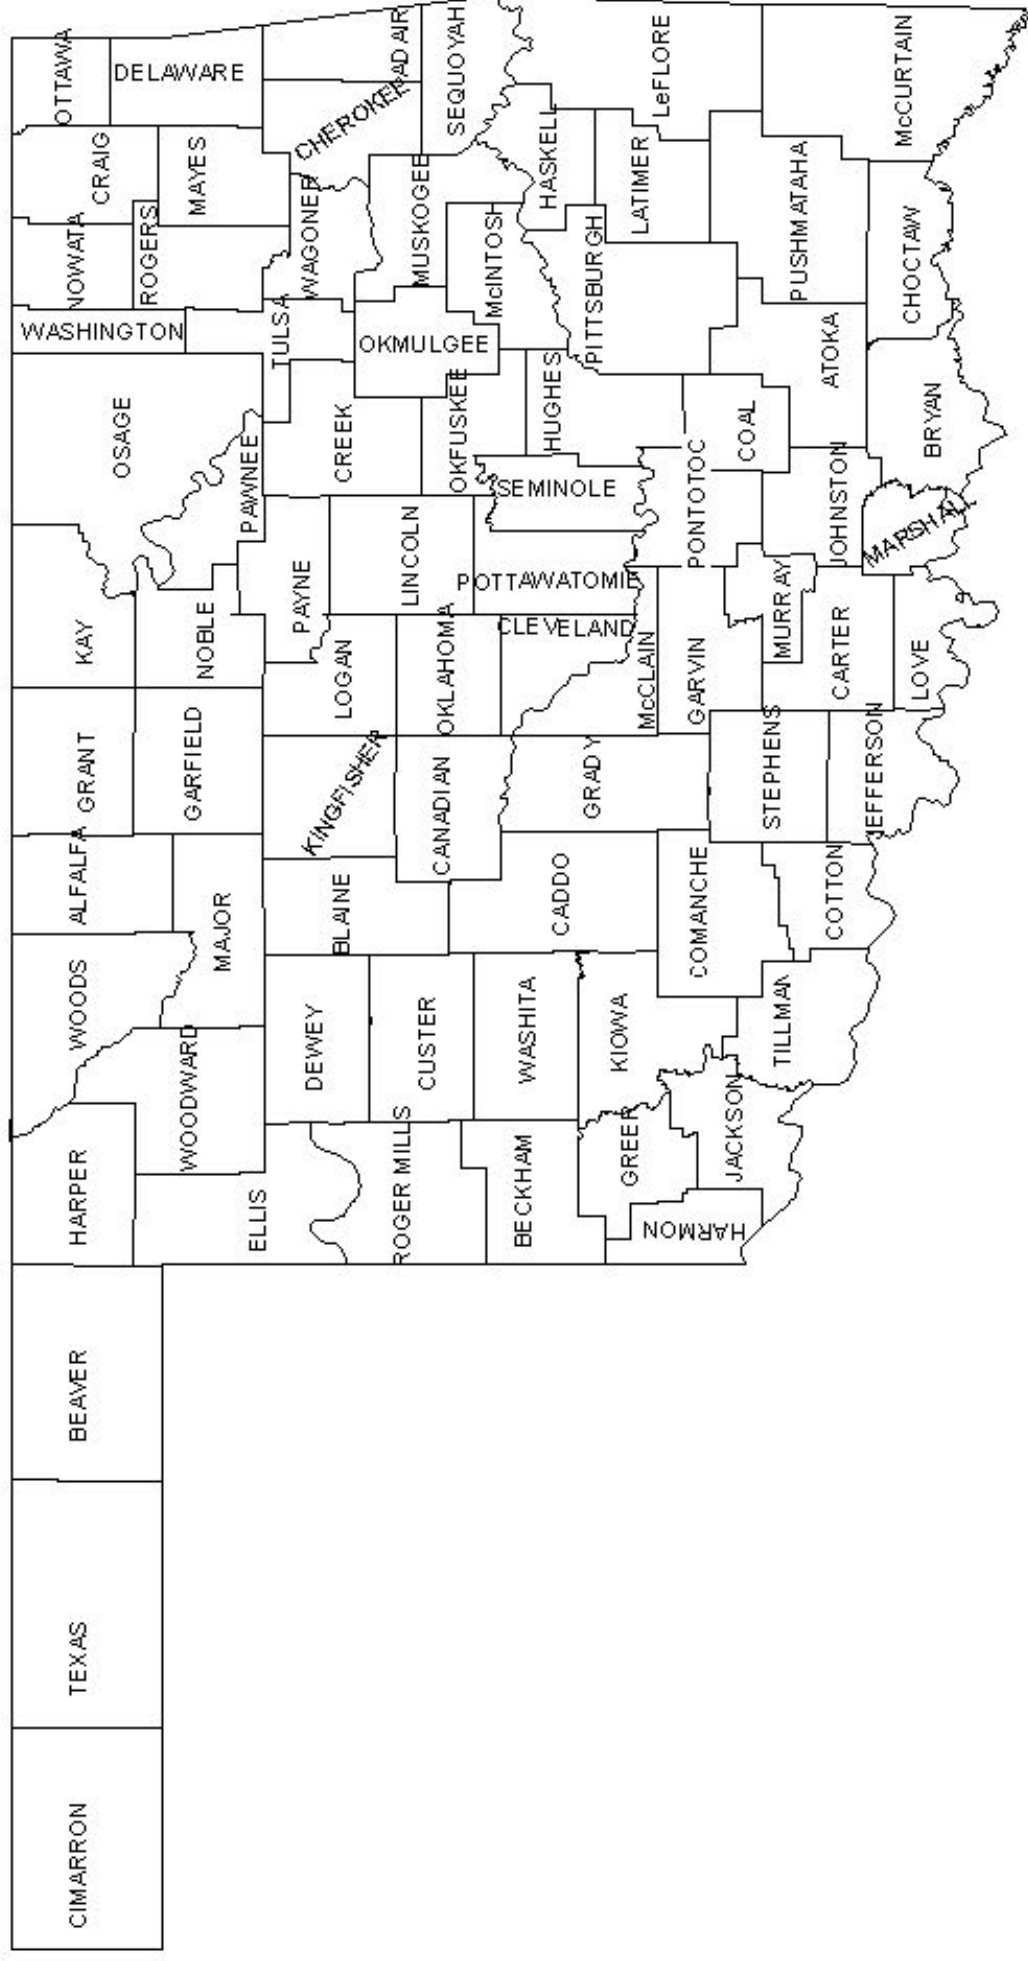 CIMARRON
TEXAS
BEAVER
HARPER
WOODS
ALFALFA
GRANT
KAY
OSAGE
WASHINGTON
NOWATA
CRAIG
OTTAWA
DELAWARE
ROGERS
MAYES
WOODWARD
MAJOR
GARFIELD
NOBLE
PAWNEE
ELLIS
DEWEY
BLAINE
KINGFISHER
LOGAN
PAYNE
CREEK
TULSA
WAGONER
CHEROKEE
ADAIR
ROGER MILLS
CUSTER
CANADIAN
OKLAHOMA
LINCOLN
OKFUSKEE
OKMULGEE
MUSKOGEE
SEQUOYAH
BECKHAM
WASHITA
CADDO
GRADY
CLEVELAND
POTTAWATOMIE
SEMINOLE
HUGHES
McINTOSH
HASKELL
GREER
KIOWA
McCLAIN
PITTSBURGH
LATIMER
LeFLORE
HARMON
JACKSON
COMANCHE
GARVIN
PONTOTOC
COAL
TILLMAN
STEPHENS
MURRAY
JOHNSTON
ATOKA
PUSHMATAHA
COTTON
JEFFERSON
CARTER
LOVE
MARSHALL
BRYAN
CHOCTAW
McCURTAIN